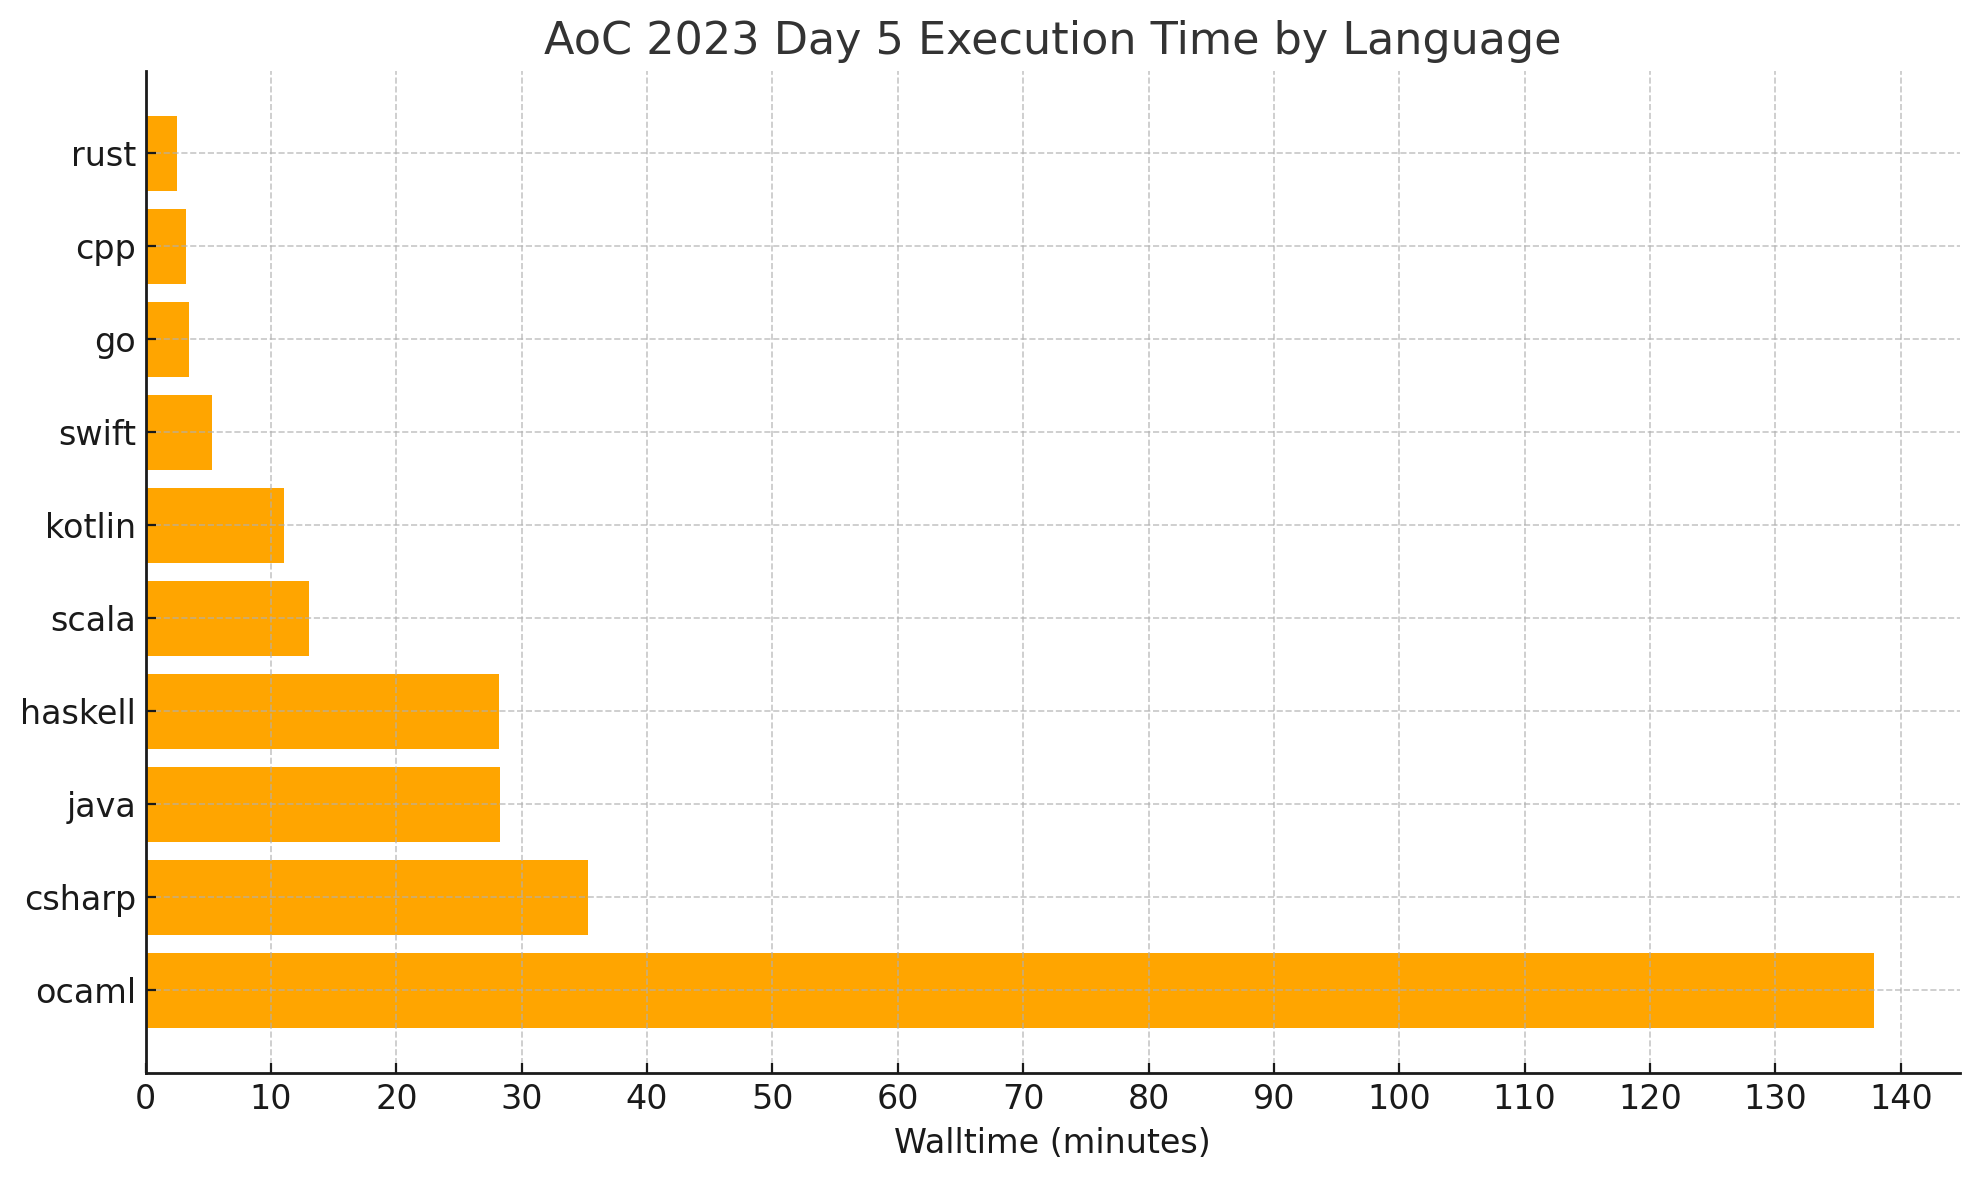 AoC 2023 Day 5 Execution Time by Language
rust
cpp
go
swift
kotlin
scala
haskell
java
csharp
ocaml
0 10 20 30 40 50 60 70 80 90 100 110 120 130 140
Walltime (minutes)